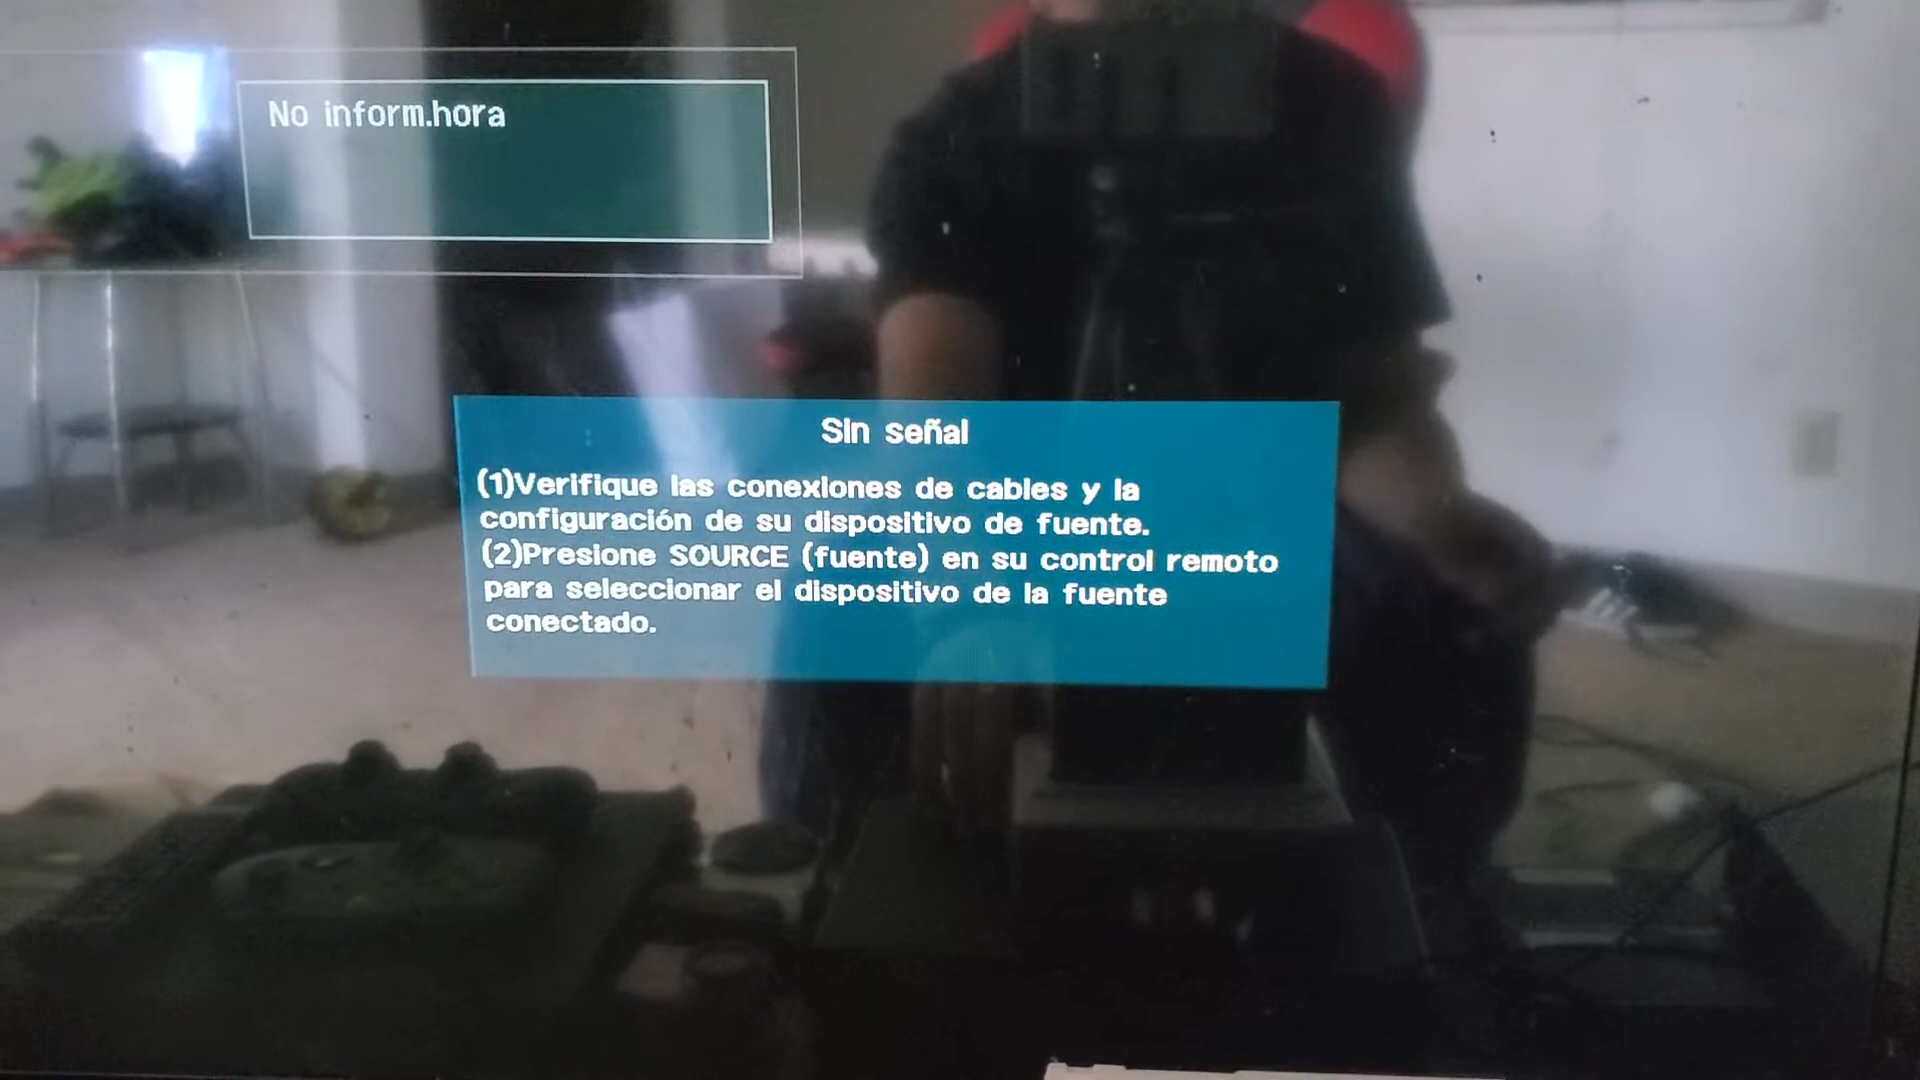 No inform.hora
Sin señal
(1)Verifique las conexiones de cables y la
configuración de su dispositivo de fuente.
(2)Presione SOURCE (fuente) en su control remoto
para seleccionar el dispositivo de la fuente
conectado.